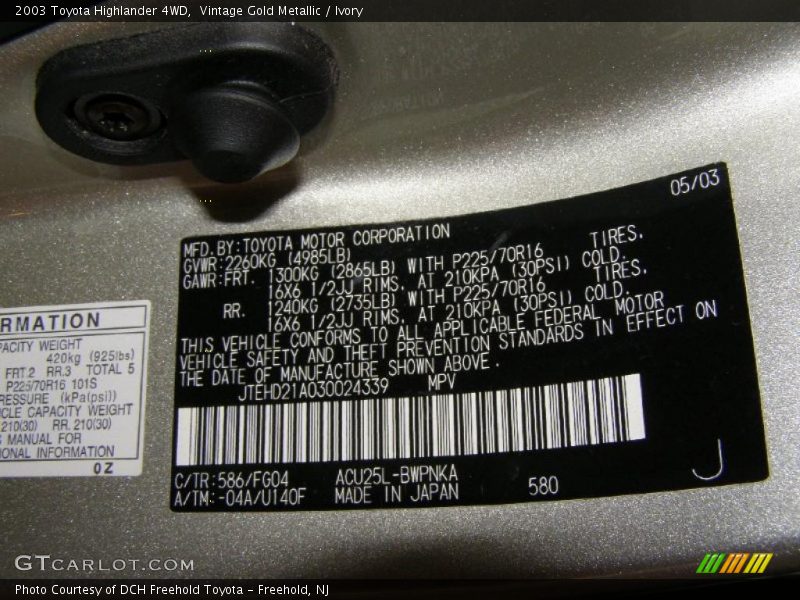 2003 Toyota Highlander 4WD, Vintage Gold Metallic / Ivory
05/03
MFD. BY: TOYOTA MOTOR CORPORATION
GVWR: 2260KG (4985LB)
GAWR: FRT. 1300KG (2865LB) WITH P225/70R16 TIRES.
16X6 1/2JJ RIMS. AT 210KPA (30PSI) COLD.
RR. 1240KG (2735LB) WITH P225/70R16 TIRES.
16X6 1/2JJ RIMS. AT 210KPA (30PSI) COLD.
THIS VEHICLE CONFORMS TO ALL APPLICABLE FEDERAL MOTOR
VEHICLE SAFETY AND THEFT PREVENTION STANDARDS IN EFFECT ON
THE DATE OF MANUFACTURE SHOWN ABOVE.
JTEHD21A030024339 MPV
C/TR: 586/FG04 ACU25L-BWPNKA
A/TM: -04A/U140F MADE IN JAPAN 580
J
RMATION
PACITY WEIGHT
420kg (925lbs)
FRT 2 RR.3 TOTAL 5
P225/70R16 101S
RESSURE (kPa(psi))
ICLE CAPACITY WEIGHT
210(30) RR. 210(30)
S MANUAL FOR
ONAL INFORMATION
0Z
GTCARLOT.COM
Photo Courtesy of DCH Freehold Toyota - Freehold, NJ